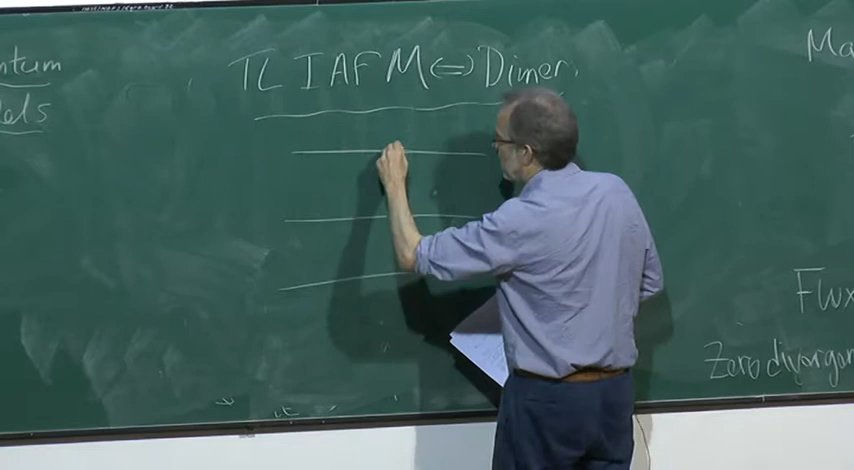 ntum
dels
TL IAFM ⇔ Dimer
Ma
Flux
Zero divergen